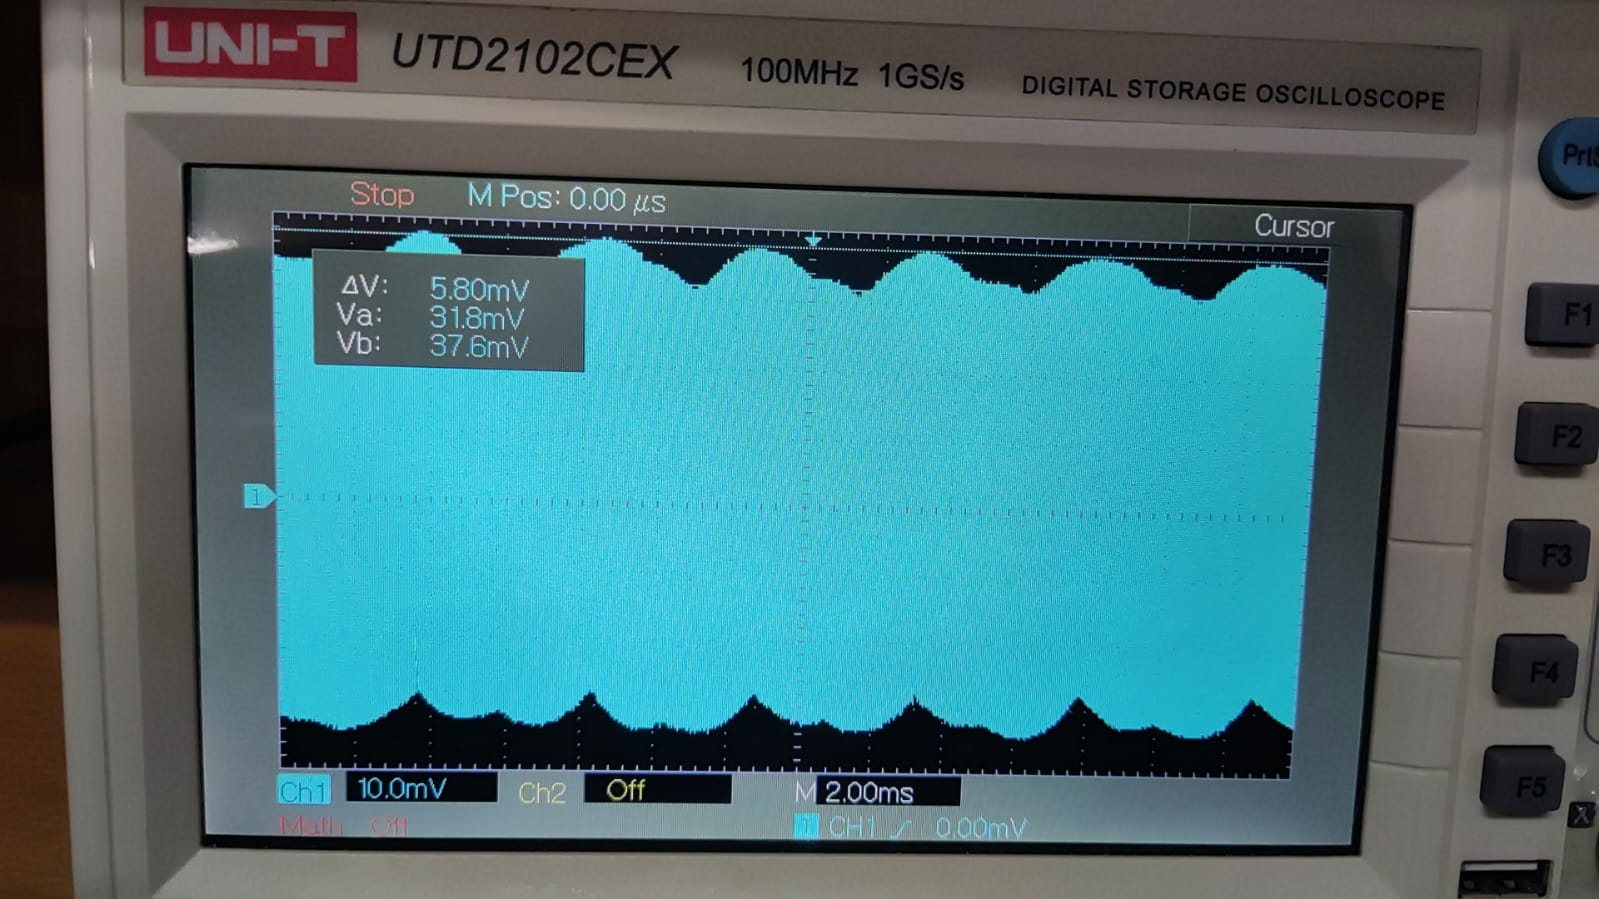 UNI-T UTD2102CEX 100MHz 1GS/s DIGITAL STORAGE OSCILLOSCOPE
Stop M Pos: 0.00 µs
Cursor
ΔV: 5.80mV
Va: 31.8mV
Vb: 37.6mV
1
Ch1 10.0mV Ch2 Off M 2.00ms
Math Off CH1 0.00mV
F1
F2
F3
F4
F5